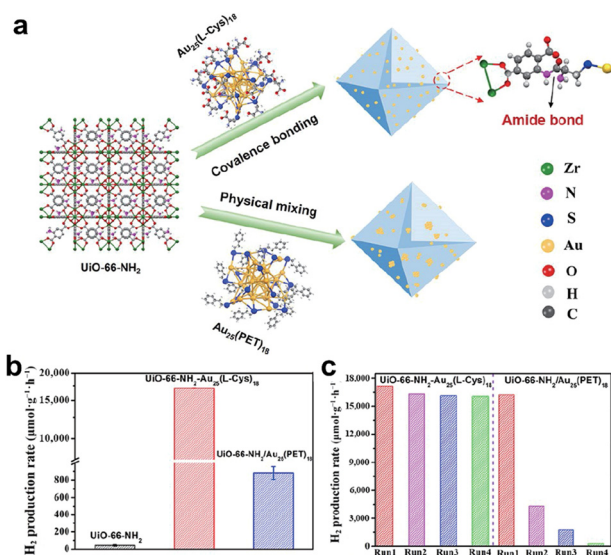 a
Au25(L-Cys)18
Covalence bonding
Amide bond
Physical mixing
UiO-66-NH2
Au25(PET)18
Zr
N
S
Au
O
H
C
b
H2 production rate (μmol·g-1·h-1)
20,000
15,000
10,000
800
600
400
200
0
UiO-66-NH2-Au25(L-Cys)18
UiO-66-NH2/Au25(PET)18
UiO-66-NH2
c
H2 production rate (μmol·g-1·h-1)
18,000
15,000
12,000
9,000
6,000
3,000
0
UiO-66-NH2-Au25(L-Cys)18
UiO-66-NH2/Au25(PET)18
Run1 Run2 Run3 Run4 Run1 Run2 Run3 Run4